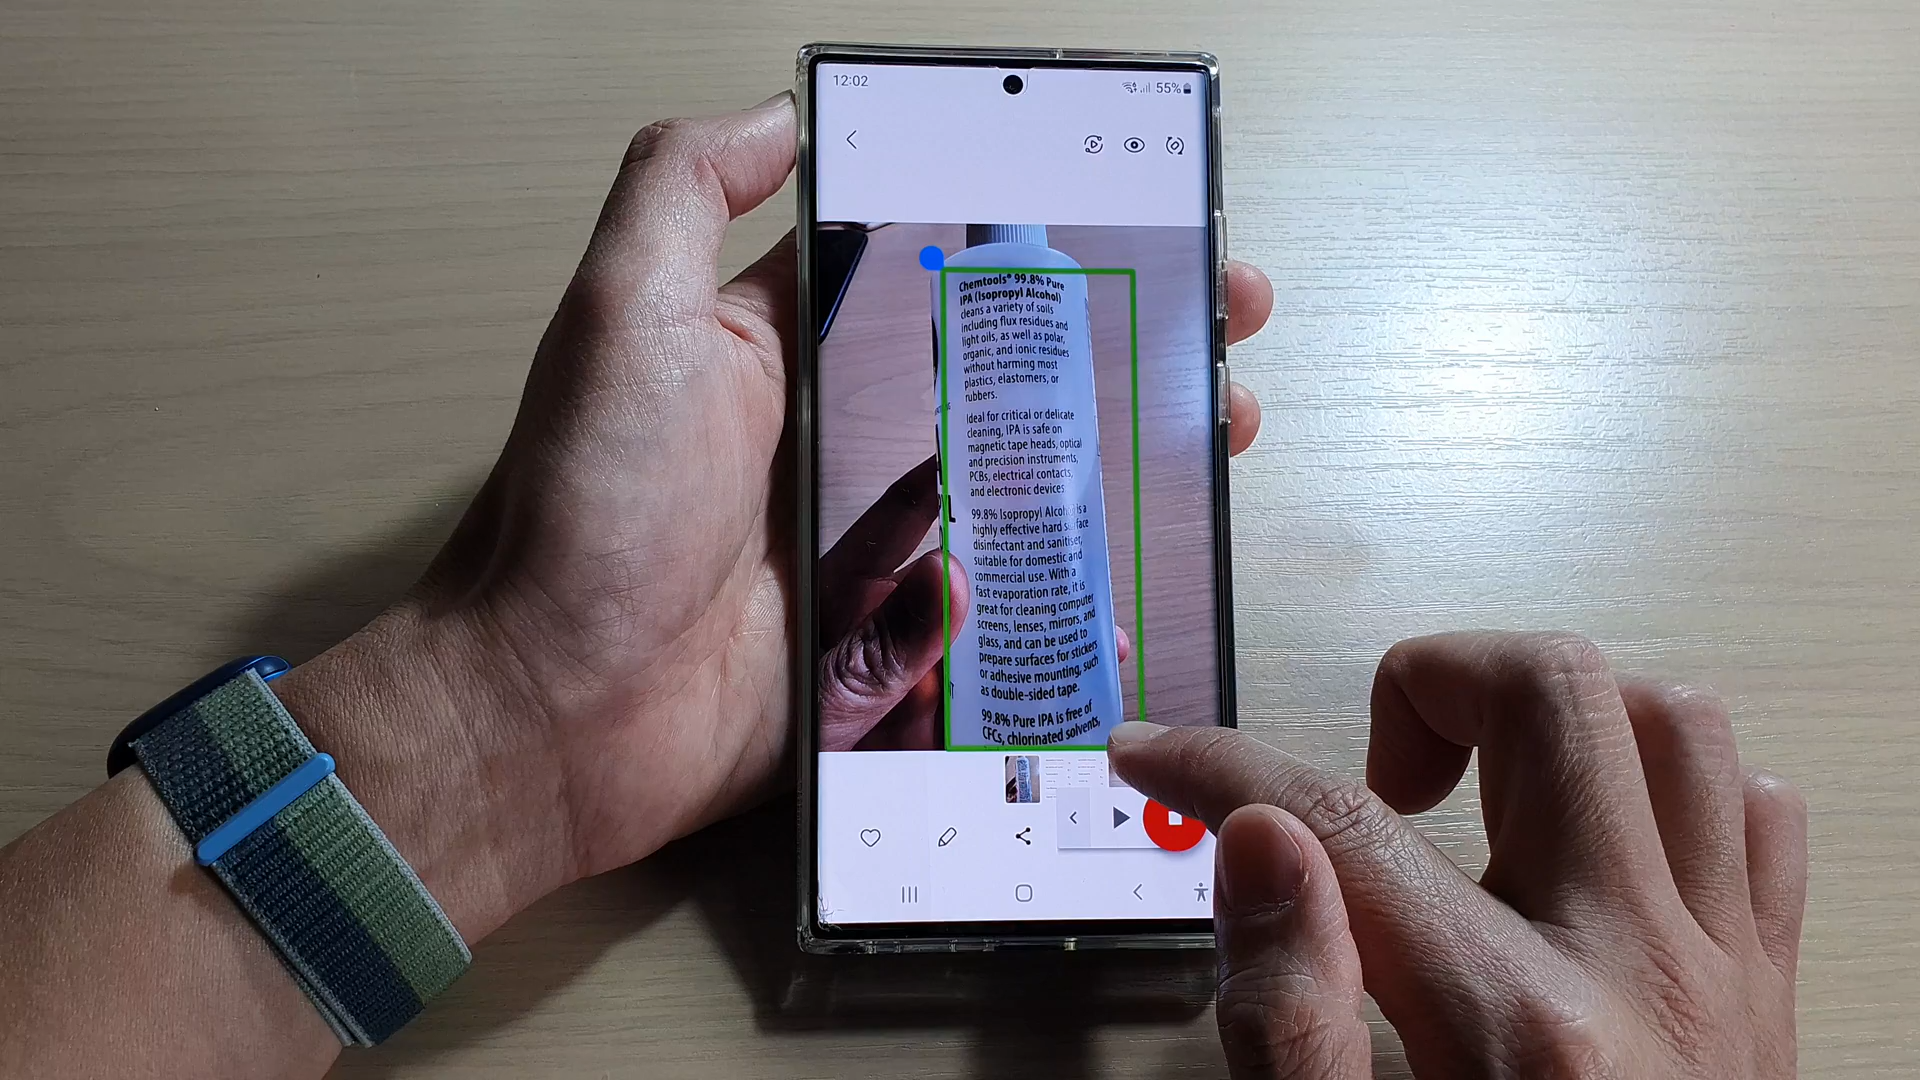 12:02
55%
Chemtools® 99.8% Pure
IPA (Isopropyl Alcohol)
cleans a variety of soils
including flux residues and
light oils, as well as polar,
organic, and ionic residues
without harming most
plastics, elastomers, or
rubbers.
Ideal for critical or delicate
cleaning, IPA is safe on
magnetic tape heads, optical
and precision instruments,
PCBs, electrical contacts,
and electronic devices
99.8% Isopropyl Alcohol is a
highly effective hard surface
disinfectant and sanitiser,
suitable for domestic and
commercial use. With a
fast evaporation rate, it is
great for cleaning computer
screens, lenses, mirrors, and
glass, and can be used to
prepare surfaces for stickers
or adhesive mounting, such
as double-sided tape.
99.8% Pure IPA is free of
CFCs, chlorinated solvents,